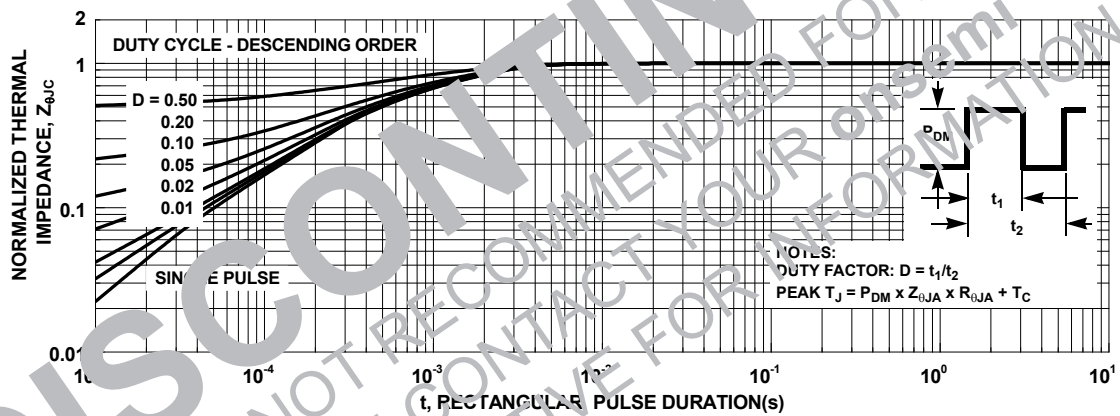 2
DUTY CYCLE - DESCENDING ORDER
1
D = 0.50
0.20
0.10
0.05
0.02
0.01
0.1
NORMALIZED THERMAL
IMPEDANCE, ZθJC
PDM
t1
t2
NOTES:
DUTY FACTOR: D = t1/t2
PEAK TJ = PDM x ZθJA x RθJA + TC
SINGLE PULSE
0.01
10-4
10-3
10-2
10-1
100
101
t, RECTANGULAR PULSE DURATION(s)
NOT RECOMMENDED FOR
CONTACT YOUR onsemi
FOR INFORMATION